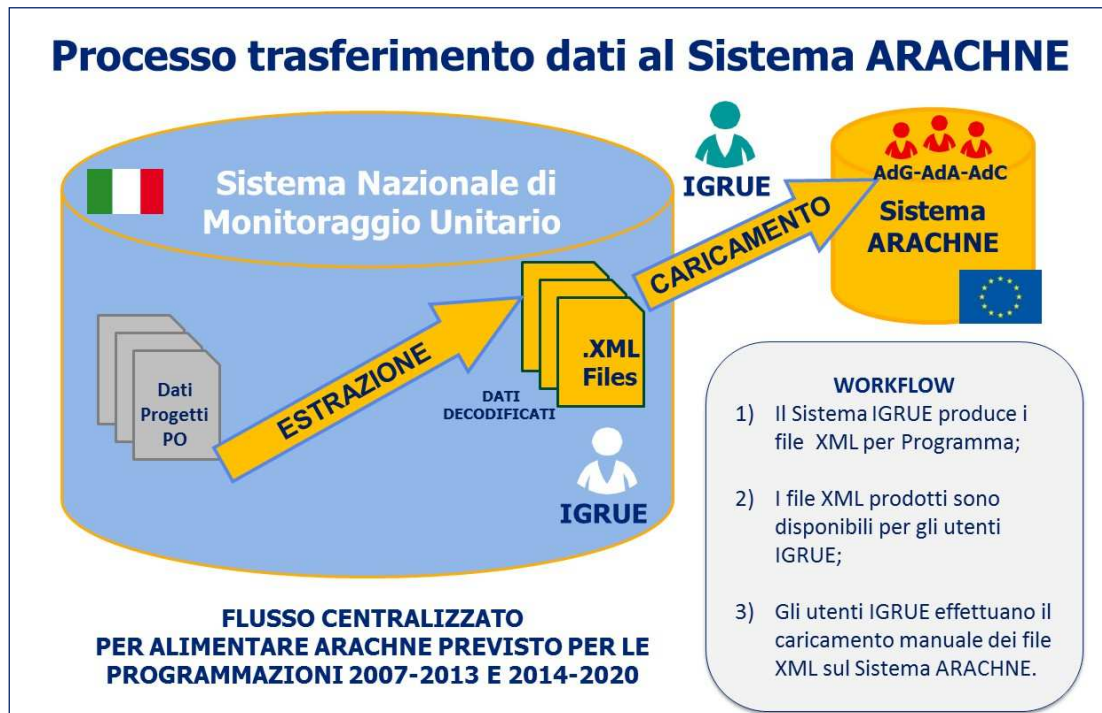 Processo trasferimento dati al Sistema ARACHNE
Sistema Nazionale di
Monitoraggio Unitario
Dati
Progetti
PO
ESTRAZIONE
DATI
DECODIFICATI
.XML
Files
IGRUE
IGRUE
CARICAMENTO
AdG-AdA-AdC
Sistema
ARACHNE
FLUSSO CENTRALIZZATO
PER ALIMENTARE ARACHNE PREVISTO PER LE
PROGRAMMAZIONI 2007-2013 E 2014-2020
WORKFLOW
1) Il Sistema IGRUE produce i
file XML per Programma;
2) I file XML prodotti sono
disponibili per gli utenti
IGRUE;
3) Gli utenti IGRUE effettuano il
caricamento manuale dei file
XML sul Sistema ARACHNE.